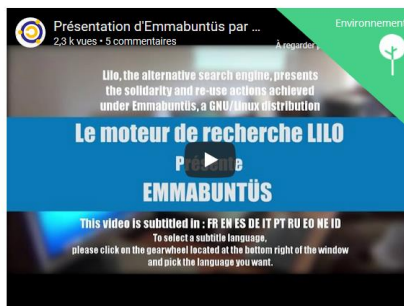 Présentation d'Emmabuntüs par ...
2,3 k vues • 5 commentaires
Environnement
À regarder
Lilo, the alternative search engine, presents
the solidarity and re-use actions achieved
under Emmabuntüs, a GNU/Linux distribution
Le moteur de recherche LILO
Présente
EMMABUNTÜS
This video is subtitled in : FR EN ES DE IT PT RU EO NE ID
To select a subtitle language,
please click on the gearwheel located at the bottom right of the window
and pick the language you want.